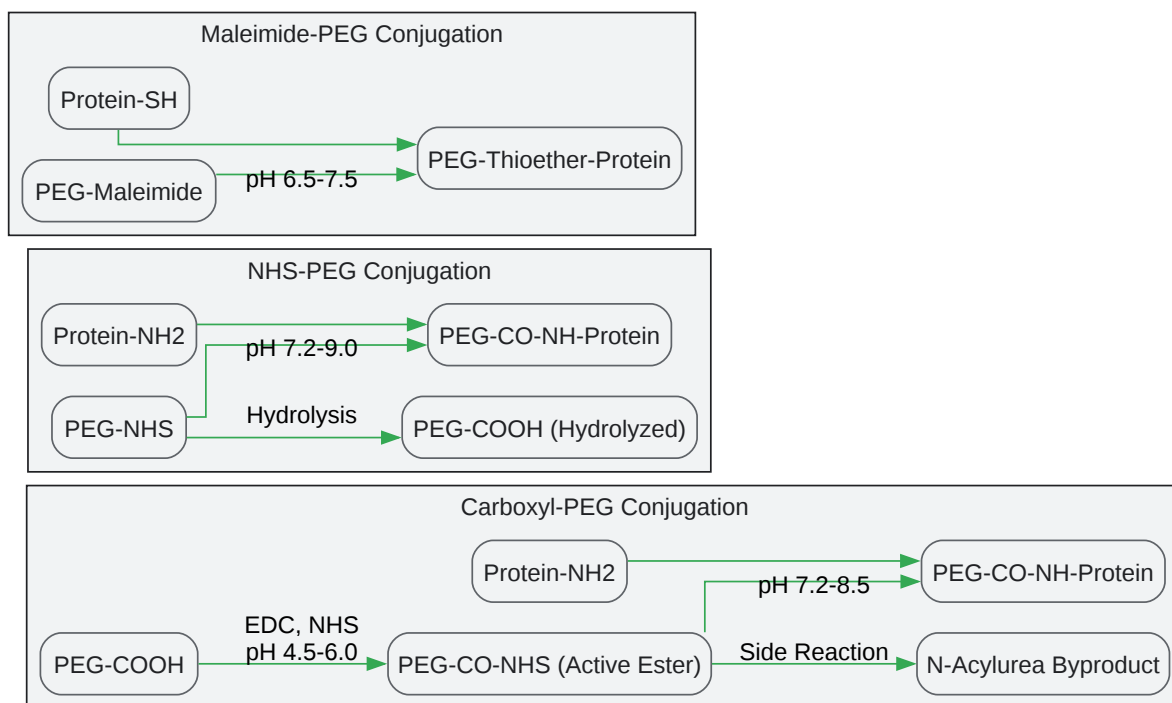 Maleimide-PEG Conjugation
Protein-SH
PEG-Thioether-Protein
PEG-Maleimide
pH 6.5-7.5
NHS-PEG Conjugation
Protein-NH2
PEG-CO-NH-Protein
pH 7.2-9.0
PEG-NHS
Hydrolysis
PEG-COOH (Hydrolyzed)
Carboxyl-PEG Conjugation
Protein-NH2
PEG-CO-NH-Protein
pH 7.2-8.5
PEG-COOH
EDC, NHS
pH 4.5-6.0
PEG-CO-NHS (Active Ester)
Side Reaction
N-Acylurea Byproduct